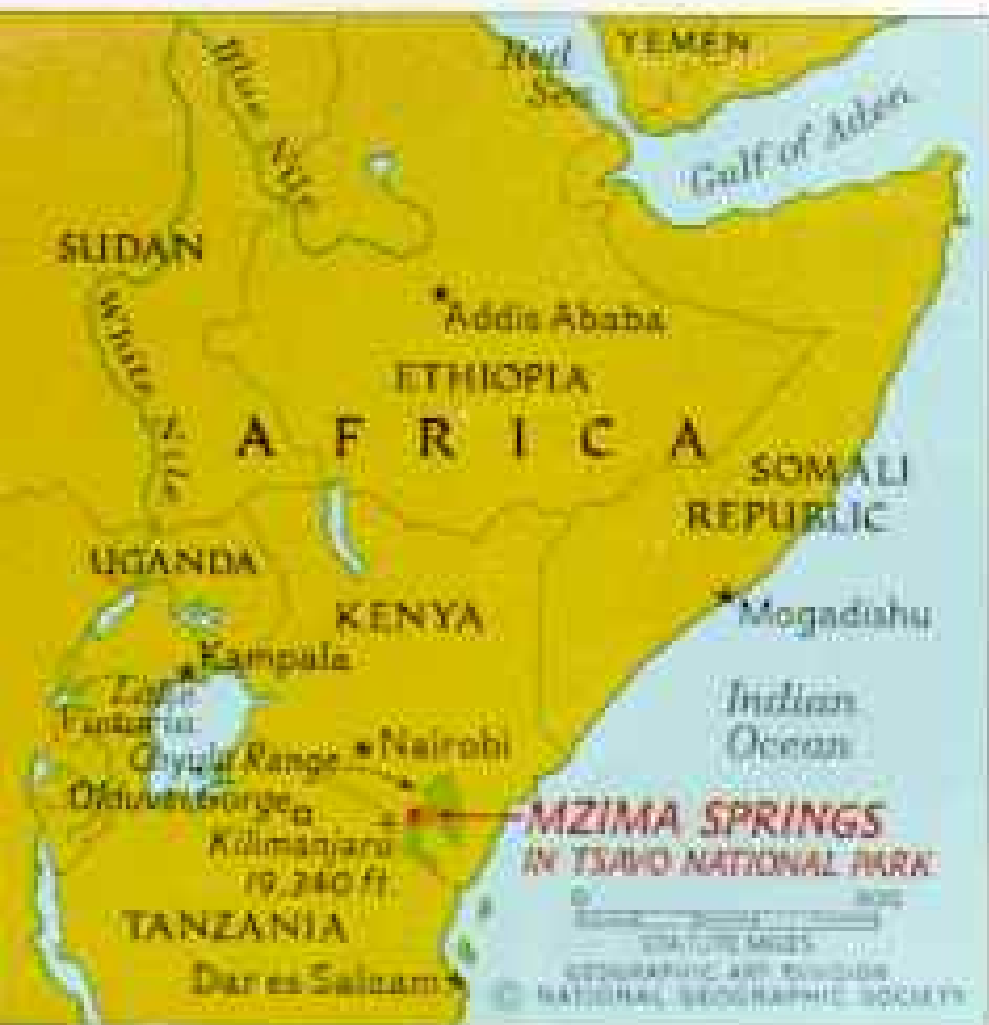 Red
Sea
YEMEN
Gulf of Aden
Blue Nile
SUDAN
White Nile
Addis Ababa
ETHIOPIA
AFRICA
SOMALI
REPUBLIC
UGANDA
KENYA
Mogadishu
Kampala
Lake
Victoria
Indian
Ocean
Nairobi
Chyulu Range
Olduvai Gorge
MZIMA SPRINGS
IN TSAVO NATIONAL PARK
Kilimanjaro
19,340 ft.
0
STATUTE MILES
TANZANIA
GEOGRAPHIC ART DIVISION
Dar es Salaam
© NATIONAL GEOGRAPHIC SOCIETY